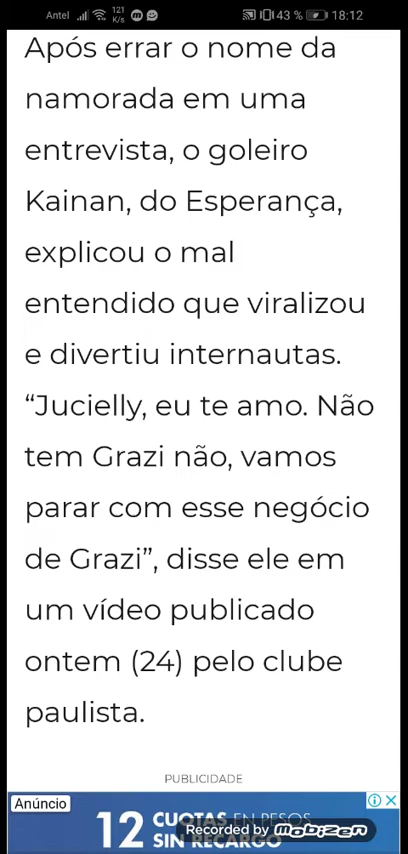 Antel 121 K/s 43 % 18:12
Após errar o nome da
namorada em uma
entrevista, o goleiro
Kainan, do Esperança,
explicou o mal
entendido que viralizou
e divertiu internautas.
“Jucielly, eu te amo. Não
tem Grazi não, vamos
parar com esse negócio
de Grazi”, disse ele em
um vídeo publicado
ontem (24) pelo clube
paulista.
PUBLICIDADE
Anúncio
12 CUOTAS EN PESOS
SIN RECARGO
Recorded by mobizen